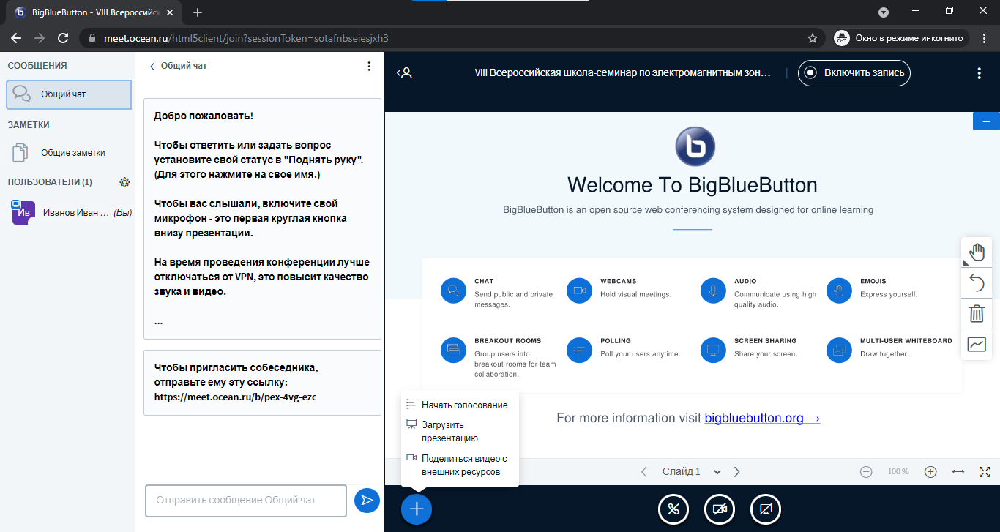 BigBlueButton - VIII Всероссийск
meet.ocean.ru/html5client/join?sessionToken=sotafnbseiesjxh3
Окно в режиме инкогнито
СООБЩЕНИЯ
Общий чат
ЗАМЕТКИ
Общие заметки
ПОЛЬЗОВАТЕЛИ (1)
Ив
Иванов Иван ... (Вы)
Общий чат
Добро пожаловать!
Чтобы ответить или задать вопрос
установите свой статус в "Поднять руку".
(Для этого нажмите на свое имя.)
Чтобы вас слышали, включите свой
микрофон - это первая круглая кнопка
внизу презентации.
На время проведения конференции лучше
отключаться от VPN, это повысит качество
звука и видео.
...
Чтобы пригласить собеседника,
отправьте ему эту ссылку:
https://meet.ocean.ru/b/pex-4vg-ezc
Отправить сообщение Общий чат
VIII Всероссийская школа-семинар по электромагнитным зон...
Включить запись
Welcome To BigBlueButton
BigBlueButton is an open source web conferencing system designed for online learning
CHAT
Send public and private
messages.
WEBCAMS
Hold visual meetings.
AUDIO
Communicate using high
quality audio.
EMOJIS
Express yourself.
BREAKOUT ROOMS
Group users into
breakout rooms for team
collaboration.
POLLING
Poll your users anytime.
SCREEN SHARING
Share your screen.
MULTI-USER WHITEBOARD
Draw together.
For more information visit bigbluebutton.org →
Начать голосование
Загрузить
презентацию
Поделиться видео с
внешних ресурсов
Слайд 1
100 %